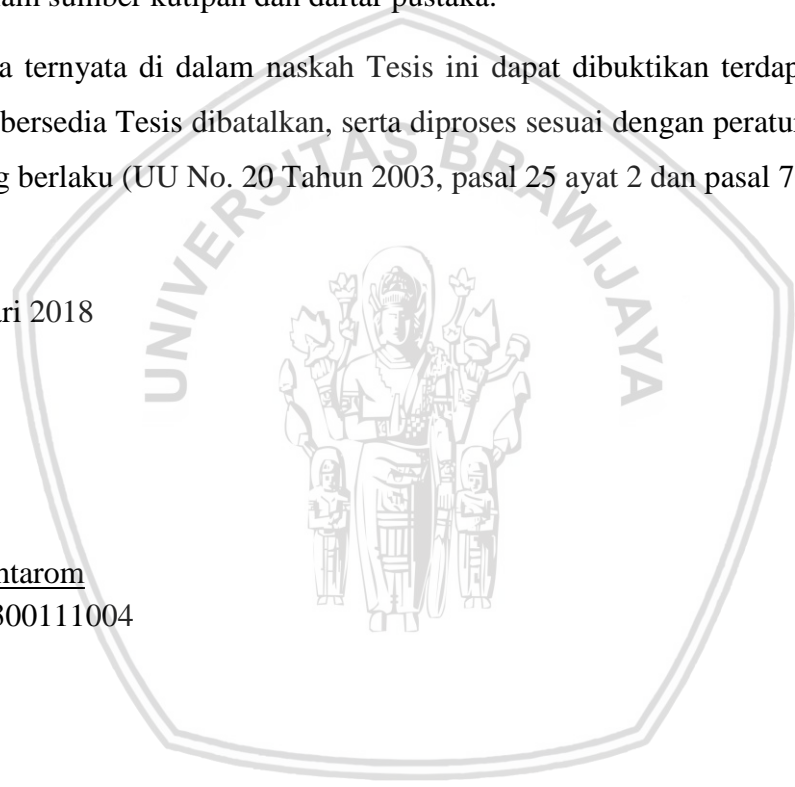 am sumber kutipan dan daftar pustaka.
a ternyata di dalam naskah Tesis ini dapat dibuktikan terdap
bersedia Tesis dibatalkan, serta diproses sesuai dengan peratu
g berlaku (UU No. 20 Tahun 2003, pasal 25 ayat 2 dan pasal 7
UNIVERSITAS BRAWIJAYA
ari 2018
ntarom
300111004